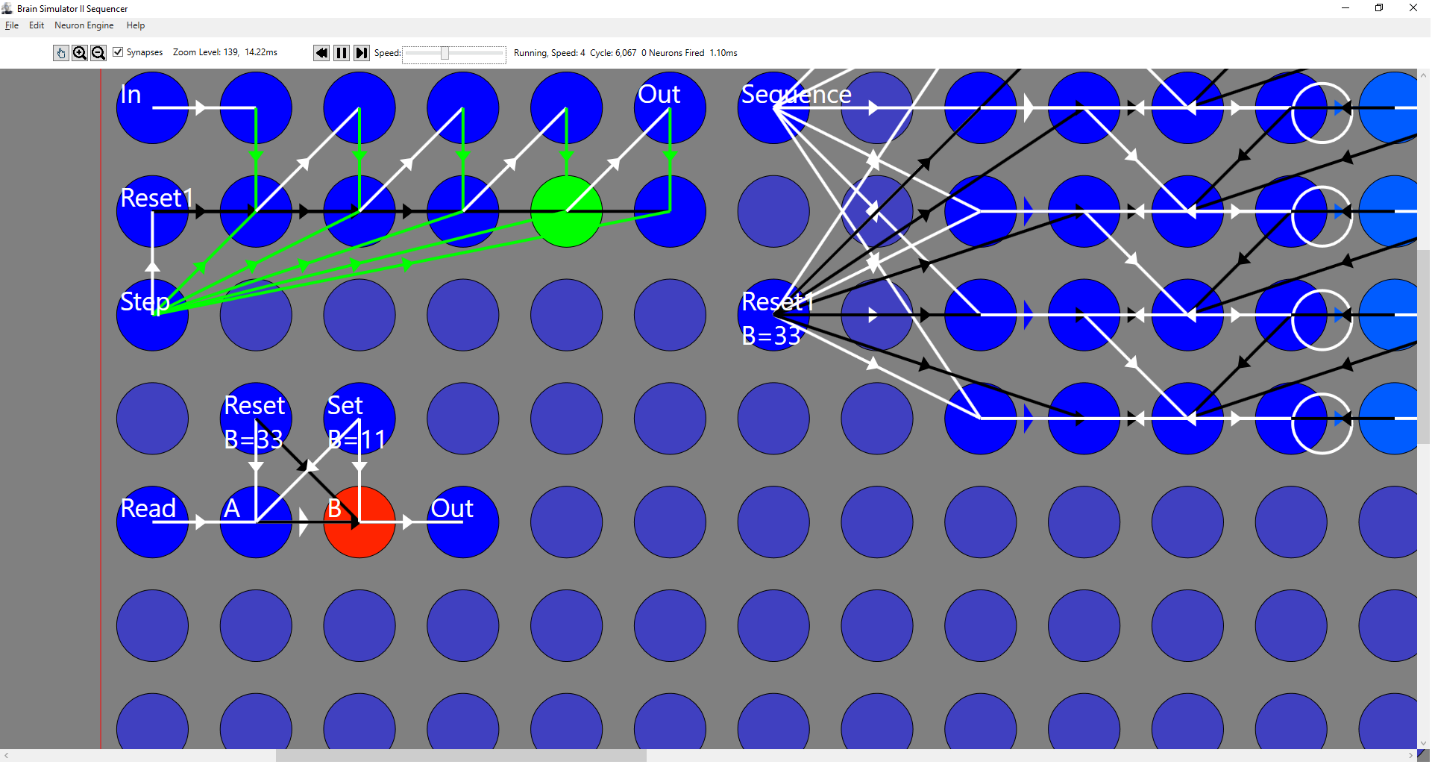 Brain Simulator II Sequencer
File Edit Neuron Engine Help
Synapses Zoom Level: 139, 14.22ms Speed: Running, Speed: 4 Cycle: 6,067 0 Neurons Fired 1.10ms
In Out Sequence
Reset1
Step Reset1
B=33
Reset Set
B=33 B=11
Read A B Out